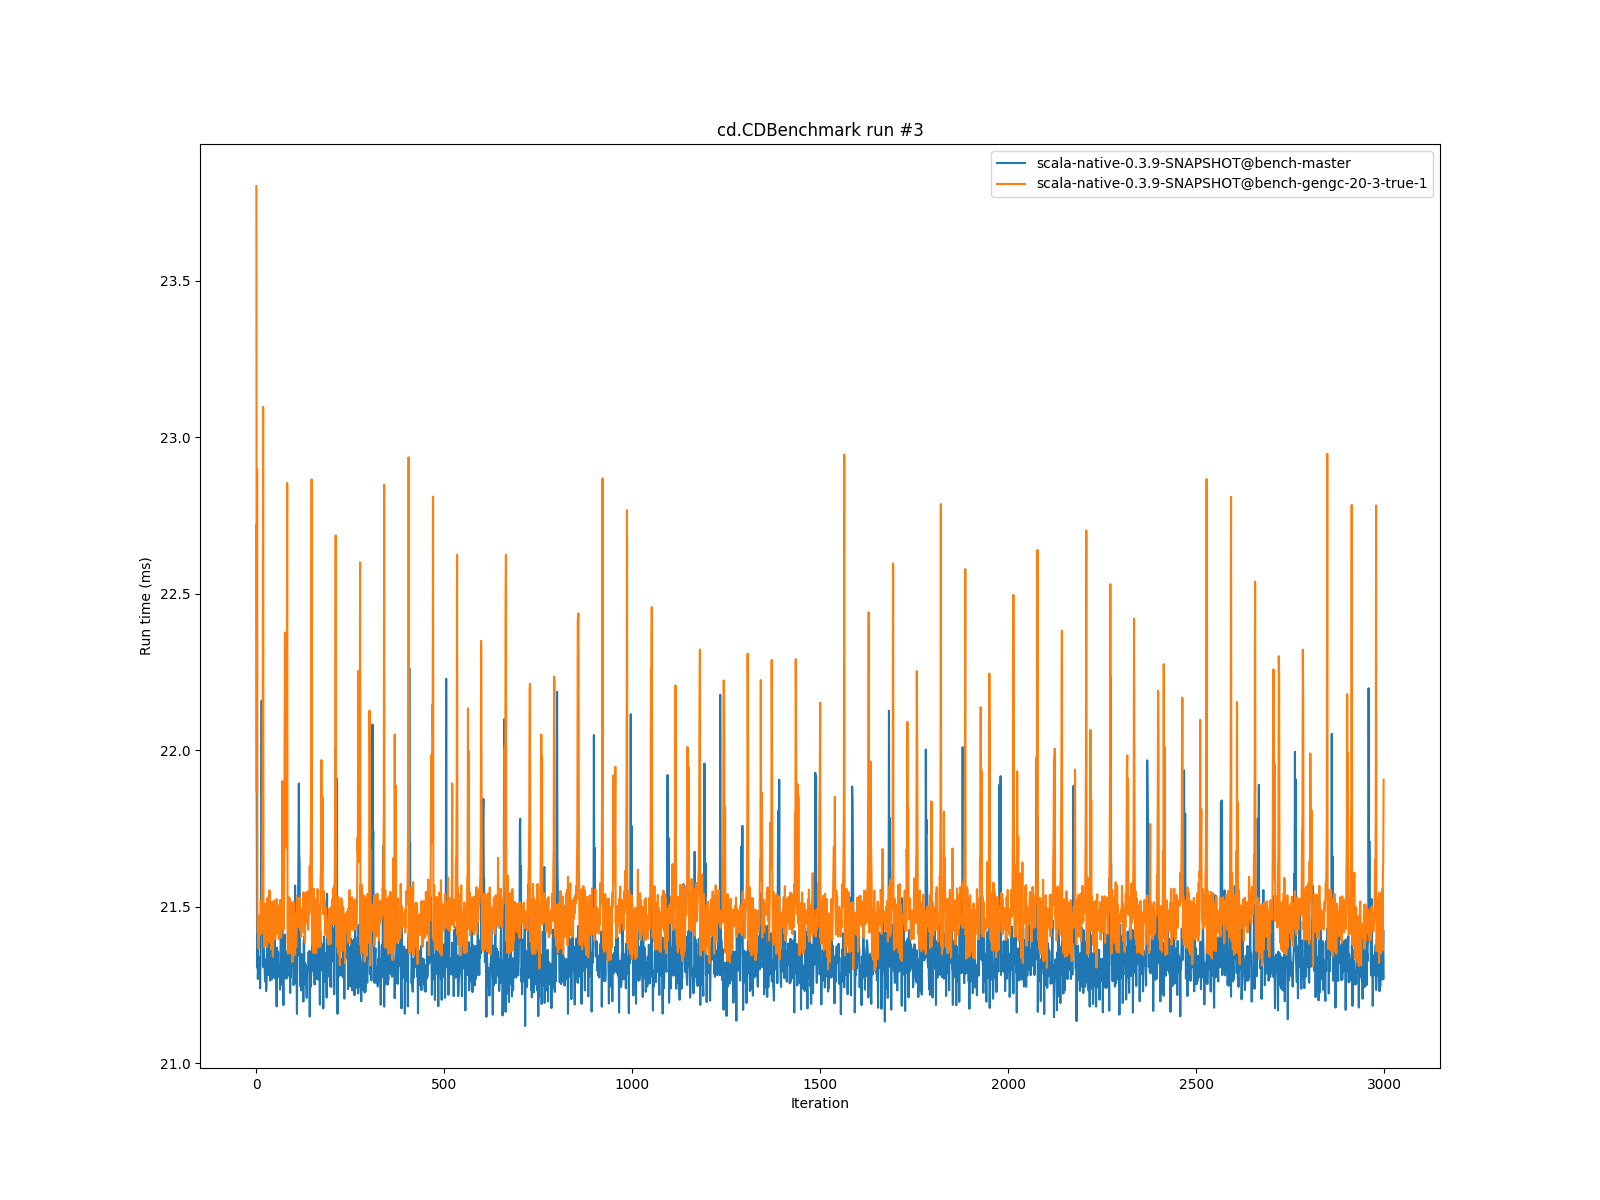 cd.CDBenchmark run #3
scala-native-0.3.9-SNAPSHOT@bench-master
scala-native-0.3.9-SNAPSHOT@bench-gengc-20-3-true-1
23.5
23.0
22.5
22.0
21.5
21.0
Run time (ms)
0 500 1000 1500 2000 2500 3000
Iteration